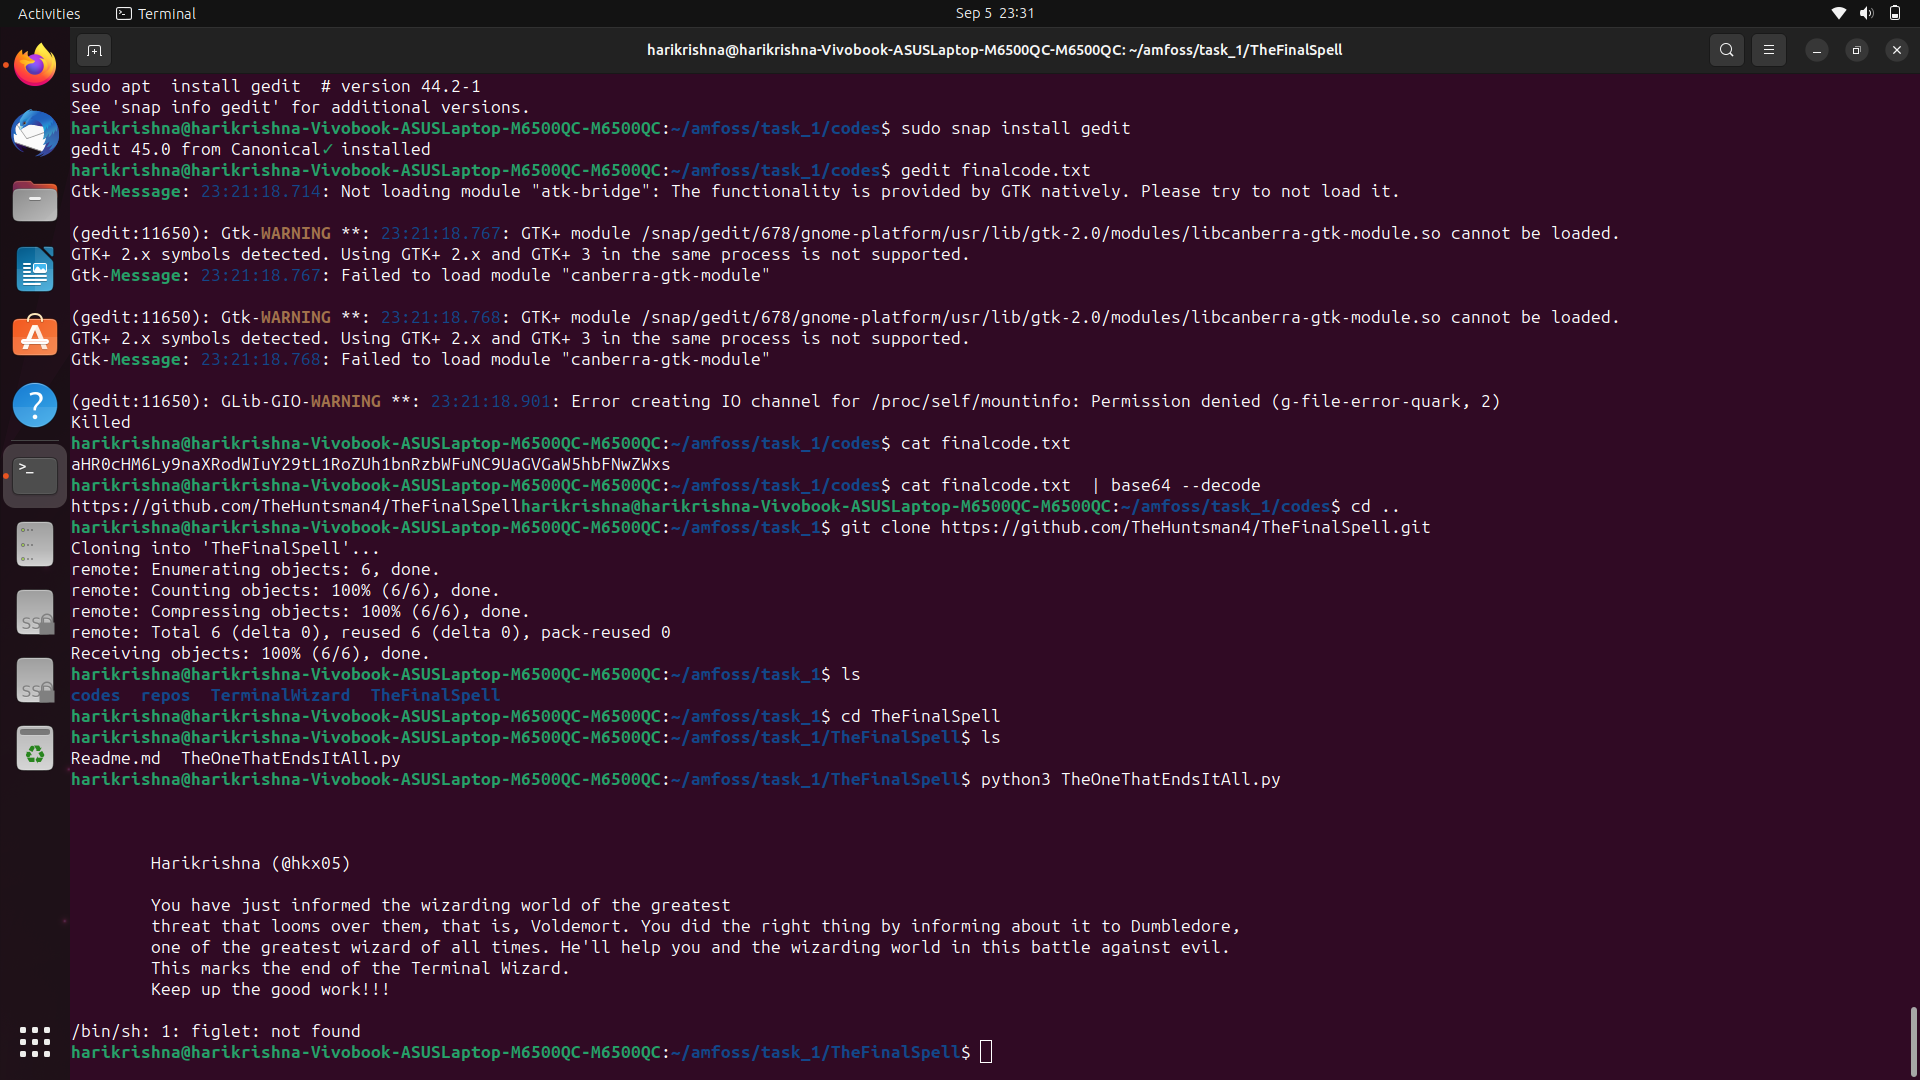 Activities
Terminal
Sep 5 23:31
harikrishna@harikrishna-Vivobook-ASUSLaptop-M6500QC-M6500QC: ~/amfoss/task_1/TheFinalSpell
sudo apt  install gedit  # version 44.2-1
See 'snap info gedit' for additional versions.
harikrishna@harikrishna-Vivobook-ASUSLaptop-M6500QC-M6500QC:~/amfoss/task_1/codes$ sudo snap install gedit
gedit 45.0 from Canonical✓ installed
harikrishna@harikrishna-Vivobook-ASUSLaptop-M6500QC-M6500QC:~/amfoss/task_1/codes$ gedit finalcode.txt
Gtk-Message: 23:21:18.714: Not loading module "atk-bridge": The functionality is provided by GTK natively. Please try to not load it.
(gedit:11650): Gtk-WARNING **: 23:21:18.767: GTK+ module /snap/gedit/678/gnome-platform/usr/lib/gtk-2.0/modules/libcanberra-gtk-module.so cannot be loaded.
GTK+ 2.x symbols detected. Using GTK+ 2.x and GTK+ 3 in the same process is not supported.
Gtk-Message: 23:21:18.767: Failed to load module "canberra-gtk-module"
(gedit:11650): Gtk-WARNING **: 23:21:18.768: GTK+ module /snap/gedit/678/gnome-platform/usr/lib/gtk-2.0/modules/libcanberra-gtk-module.so cannot be loaded.
GTK+ 2.x symbols detected. Using GTK+ 2.x and GTK+ 3 in the same process is not supported.
Gtk-Message: 23:21:18.768: Failed to load module "canberra-gtk-module"
(gedit:11650): GLib-GIO-WARNING **: 23:21:18.901: Error creating IO channel for /proc/self/mountinfo: Permission denied (g-file-error-quark, 2)
Killed
harikrishna@harikrishna-Vivobook-ASUSLaptop-M6500QC-M6500QC:~/amfoss/task_1/codes$ cat finalcode.txt
aHR0cHM6Ly9naXRodWIuY29tL1RoZUh1bnRzbWFuNC9UaGVGaW5hbFNwZWxs
harikrishna@harikrishna-Vivobook-ASUSLaptop-M6500QC-M6500QC:~/amfoss/task_1/codes$ cat finalcode.txt  | base64 --decode
https://github.com/TheHuntsman4/TheFinalSpellharikrishna@harikrishna-Vivobook-ASUSLaptop-M6500QC-M6500QC:~/amfoss/task_1/codes$ cd ..
harikrishna@harikrishna-Vivobook-ASUSLaptop-M6500QC-M6500QC:~/amfoss/task_1$ git clone https://github.com/TheHuntsman4/TheFinalSpell.git
Cloning into 'TheFinalSpell'...
remote: Enumerating objects: 6, done.
remote: Counting objects: 100% (6/6), done.
remote: Compressing objects: 100% (6/6), done.
remote: Total 6 (delta 0), reused 6 (delta 0), pack-reused 0
Receiving objects: 100% (6/6), done.
harikrishna@harikrishna-Vivobook-ASUSLaptop-M6500QC-M6500QC:~/amfoss/task_1$ ls
codes  repos  TerminalWizard  TheFinalSpell
harikrishna@harikrishna-Vivobook-ASUSLaptop-M6500QC-M6500QC:~/amfoss/task_1$ cd TheFinalSpell
harikrishna@harikrishna-Vivobook-ASUSLaptop-M6500QC-M6500QC:~/amfoss/task_1/TheFinalSpell$ ls
Readme.md  TheOneThatEndsItAll.py
harikrishna@harikrishna-Vivobook-ASUSLaptop-M6500QC-M6500QC:~/amfoss/task_1/TheFinalSpell$ python3 TheOneThatEndsItAll.py
Harikrishna (@hkx05)
You have just informed the wizarding world of the greatest
threat that looms over them, that is, Voldemort. You did the right thing by informing about it to Dumbledore,
one of the greatest wizard of all times. He'll help you and the wizarding world in this battle against evil.
This marks the end of the Terminal Wizard.
Keep up the good work!!!
/bin/sh: 1: figlet: not found
harikrishna@harikrishna-Vivobook-ASUSLaptop-M6500QC-M6500QC:~/amfoss/task_1/TheFinalSpell$